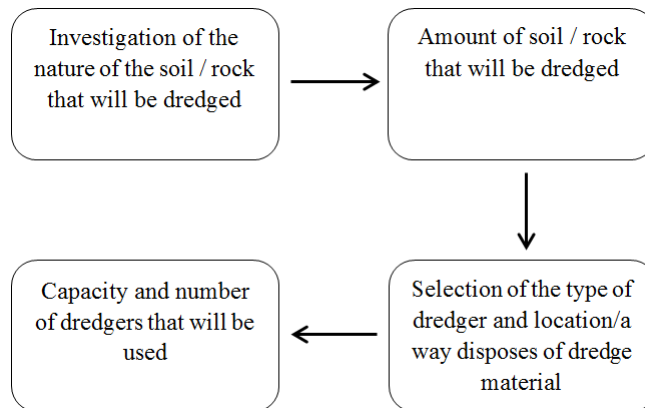 Investigation of the
nature of the soil / rock
that will be dredged
Amount of soil / rock
that will be dredged
Selection of the type of
dredger and location/a
way disposes of dredge
material
Capacity and number
of dredgers that will be
used